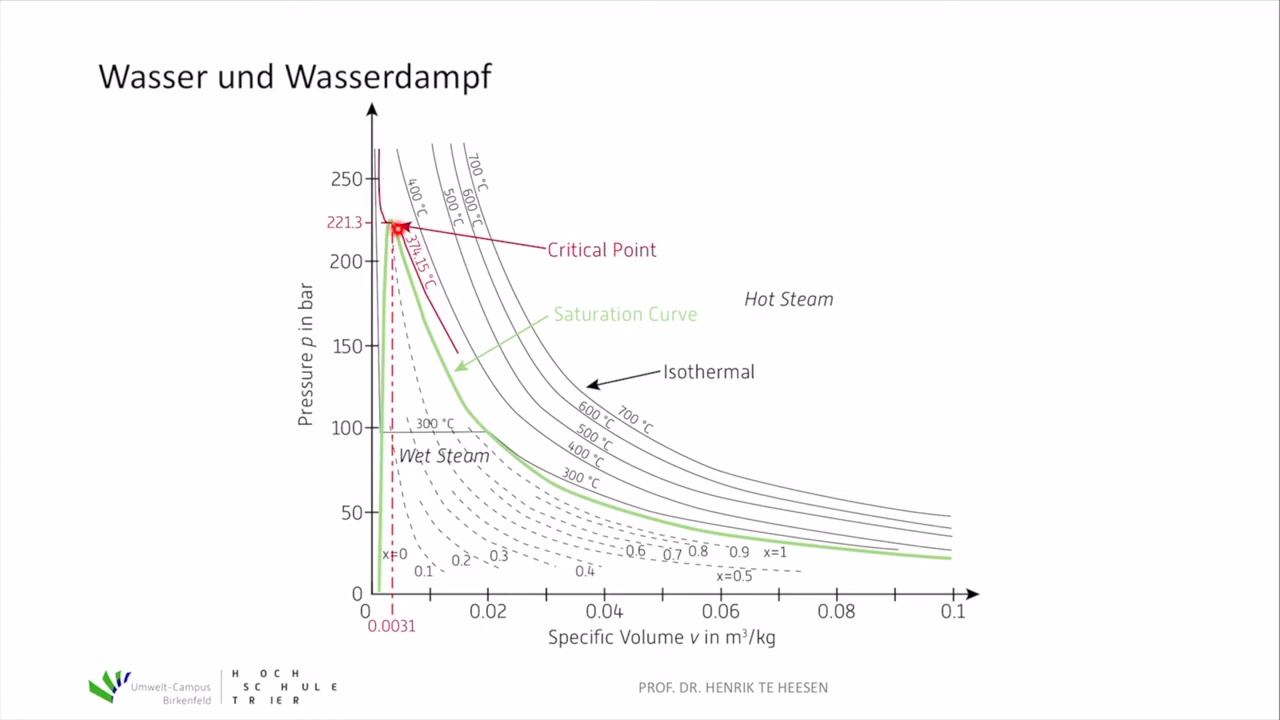 Wasser und Wasserdampf
Pressure p in bar
250
221.3
200
150
100
50
0
700 °C
600 °C
500 °C
400 °C
374.15 °C
Critical Point
Hot Steam
Saturation Curve
Isothermal
300 °C
Wet Steam
700 °C
600 °C
500 °C
400 °C
300 °C
x=0
0.1
0.2
0.3
0.4
x=0.5
0.6
0.7
0.8
0.9
x=1
0
0.02
0.04
0.06
0.08
0.1
0.0031
Specific Volume v in m³/kg
Umwelt-Campus
Birkenfeld
HOCH
SCHULE
TRIER
PROF. DR. HENRIK TE HEESEN